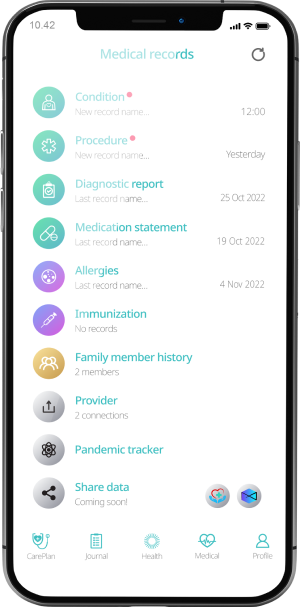 10.42
Medical records
Condition
New record name...
12:00
Procedure
New record name...
Yesterday
Diagnostic report
Last record name...
25 Oct 2022
Medication statement
Last record name...
19 Oct 2022
Allergies
Last record name...
4 Nov 2022
Immunization
No records
Family member history
2 members
Provider
2 connections
Pandemic tracker
Share data
Coming soon!
CarePlan Journal Health Medical Profile